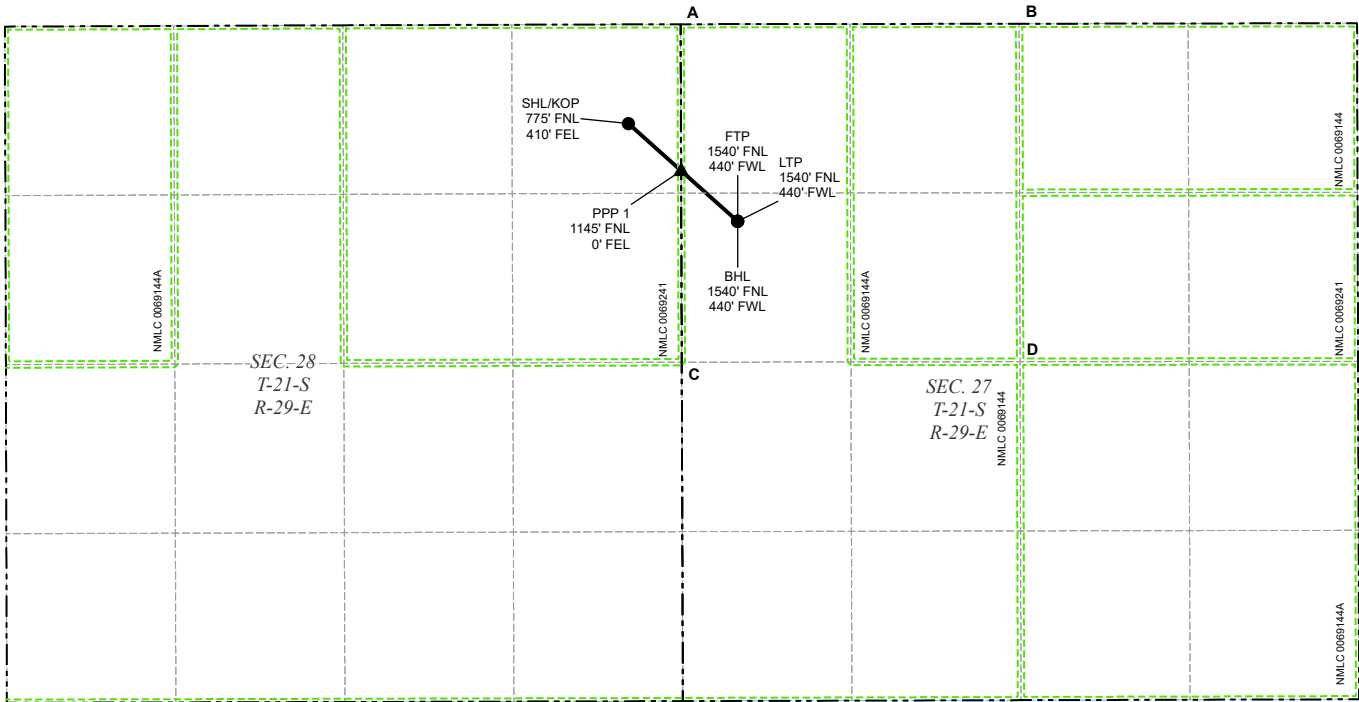 A
B
SHL/KOP
775' FNL
410' FEL
FTP
1540' FNL
440' FWL
LTP
1540' FNL
440' FWL
NMLC 0069144
PPP 1
1145' FNL
0' FEL
BHL
1540' FNL
440' FWL
NMLC 0069144A
NMLC 0069241
NMLC 0069144A
NMLC 0069241
SEC. 28
T-21-S
R-29-E
C
D
SEC. 27
T-21-S
R-29-E
NMLC 0069144
NMLC 0069144A